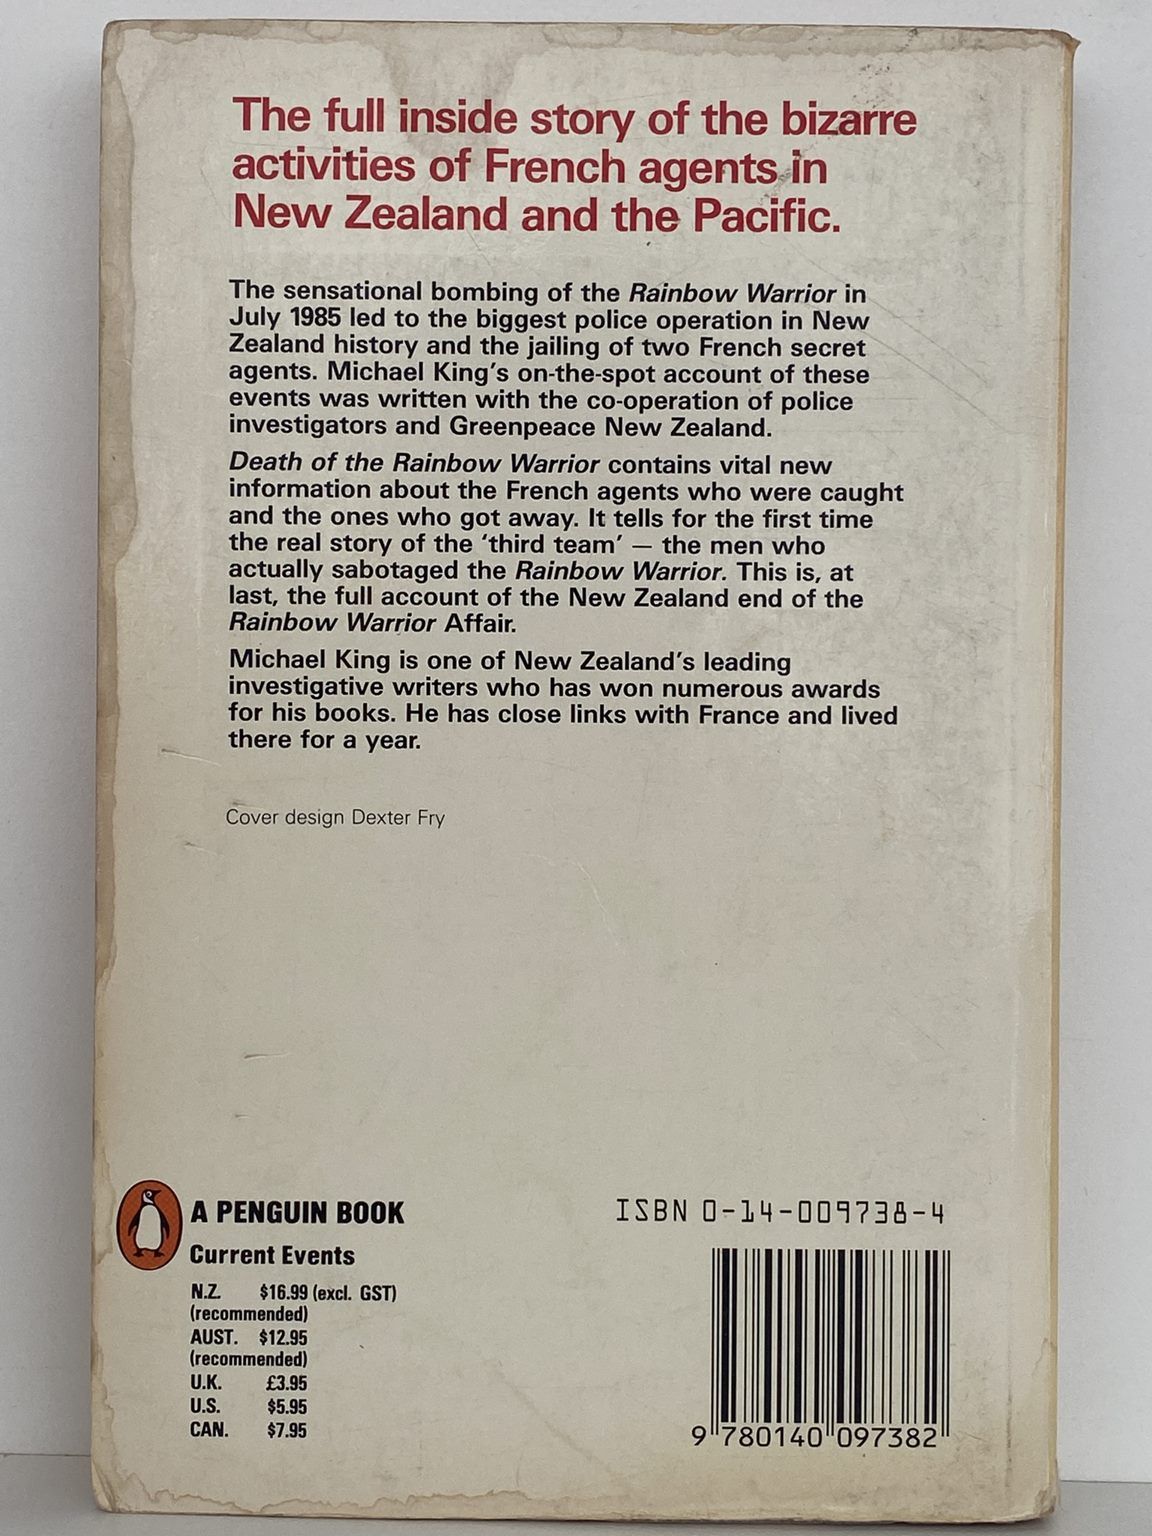 The full inside story of the bizarre
activities of French agents in
New Zealand and the Pacific.
The sensational bombing of the Rainbow Warrior in
July 1985 led to the biggest police operation in New
Zealand history and the jailing of two French secret
agents. Michael King's on-the-spot account of these
events was written with the co-operation of police
investigators and Greenpeace New Zealand.
Death of the Rainbow Warrior contains vital new
information about the French agents who were caught
and the ones who got away. It tells for the first time
the real story of the ‘third team’ — the men who
actually sabotaged the Rainbow Warrior. This is, at
last, the full account of the New Zealand end of the
Rainbow Warrior Affair.
Michael King is one of New Zealand's leading
investigative writers who has won numerous awards
for his books. He has close links with France and lived
there for a year.
Cover design Dexter Fry
A PENGUIN BOOK
Current Events
N.Z. $16.99 (excl. GST)
(recommended)
AUST. $12.95
(recommended)
U.K. £3.95
U.S. $5.95
CAN. $7.95
ISBN 0-14-009738-4
9 780140 097382